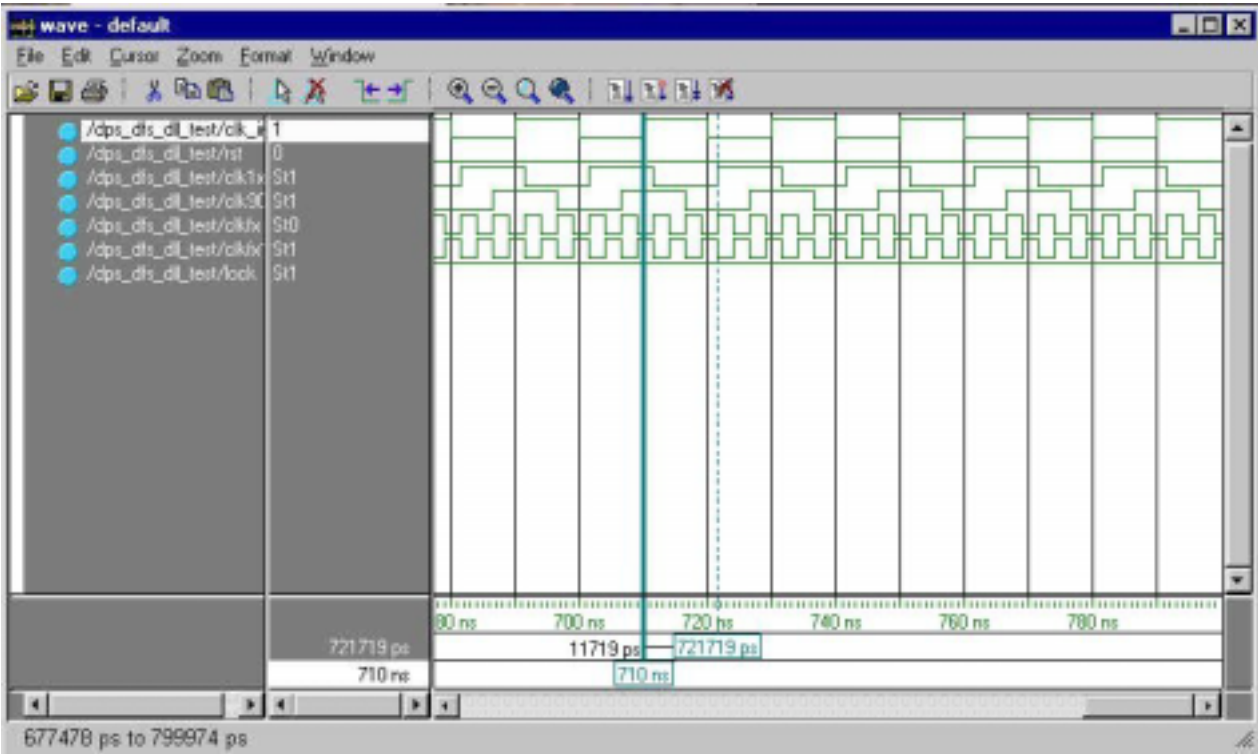 wave - default
File Edit Cursor Zoom Format Window
/dps_dfs_dll_test/clk_i 1
/dps_dfs_dll_test/rst 0
/dps_dfs_dll_test/clk1x St1
/dps_dfs_dll_test/clk90 St1
/dps_dfs_dll_test/clkfx St0
/dps_dfs_dll_test/clkfx St1
/dps_dfs_dll_test/lock St1
80 ns 700 ns 720 ns 740 ns 760 ns 780 ns
721719 ps 11719 ps 721719 ps
710 ns 710 ns
677478 ps to 799974 ps